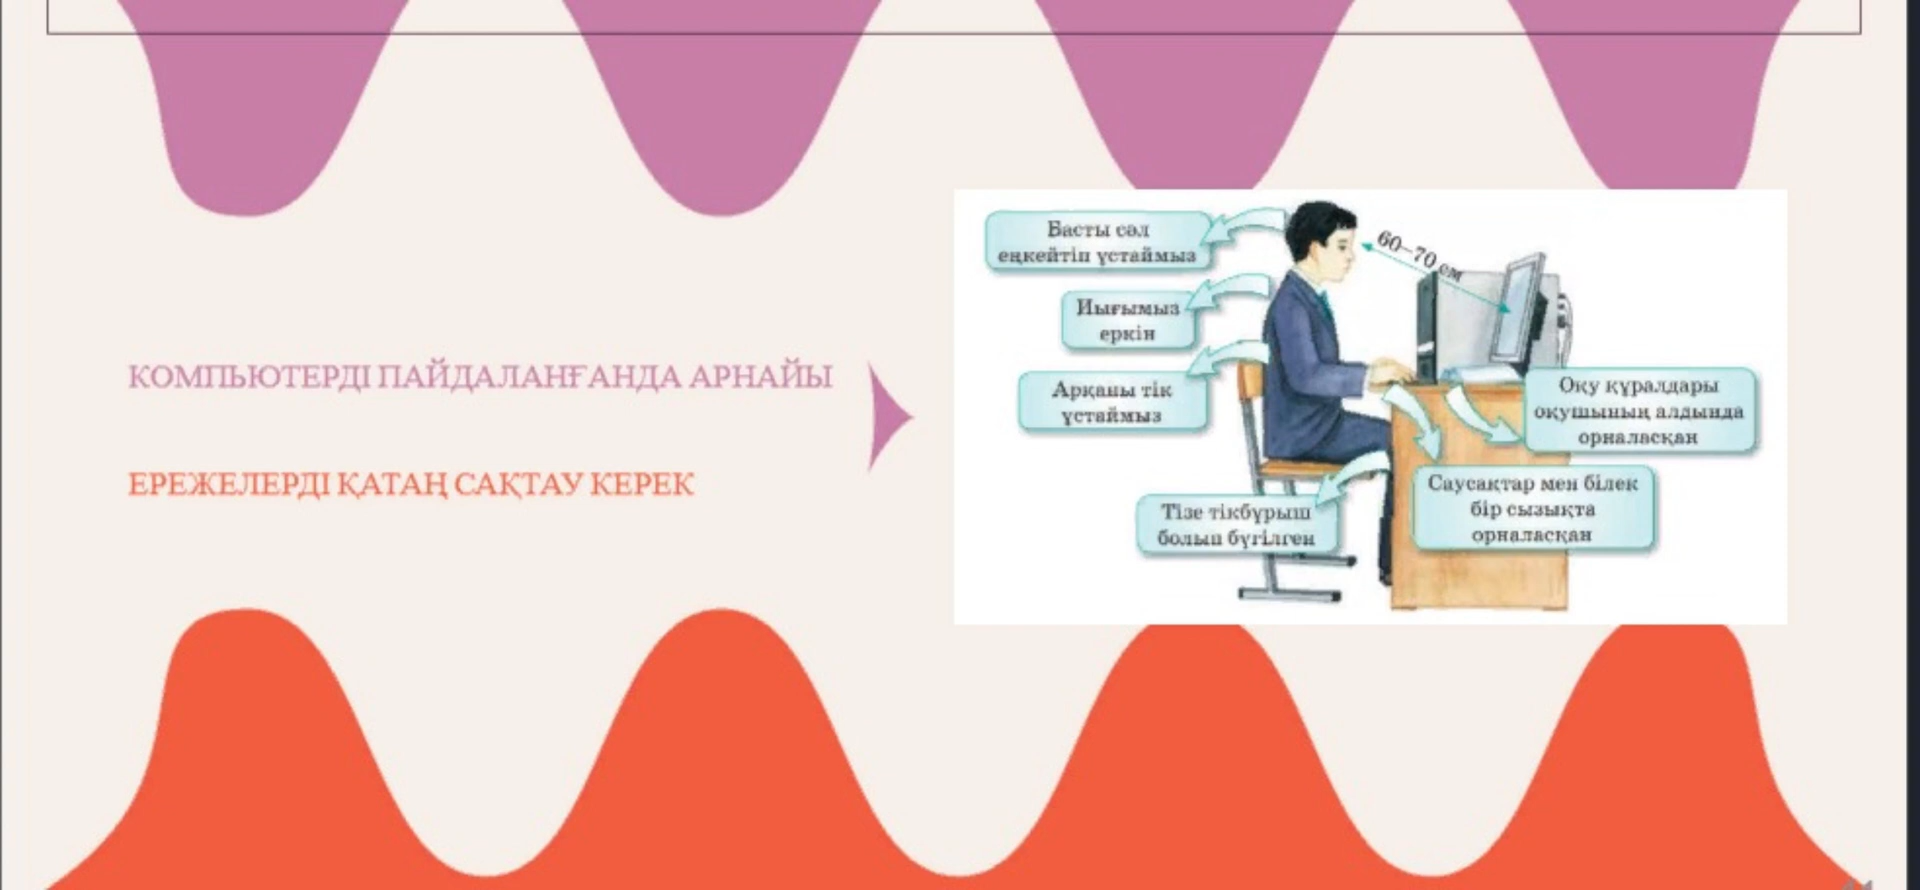 КОМПЬЮТЕРДІ ПАЙДАЛАНҒАНДА АРНАЙЫ
ЕРЕЖЕЛЕРДІ ҚАТАҢ САҚТАУ КЕРЕК
Басты сәл
еңкейтіп ұстаймыз
60–70 см
Иығымыз
еркін
Арқаны тік
ұстаймыз
Оқу құралдары
оқушының алдында
орналасқан
Саусақтар мен білек
бір сызықта
орналасқан
Тізе тікбұрыш
болып бүгілген